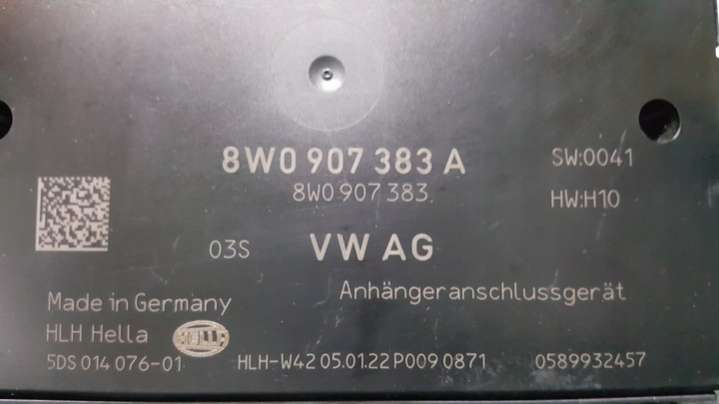 8W0 907 383 A SW:0041
8W0 907 383. HW:H10
03S VW AG
Made in Germany Anhängeranschlussgerät
HLH Hella HELLA
5DS 014 076-01 HLH-W42 05.01.22 P009 0871 0589932457